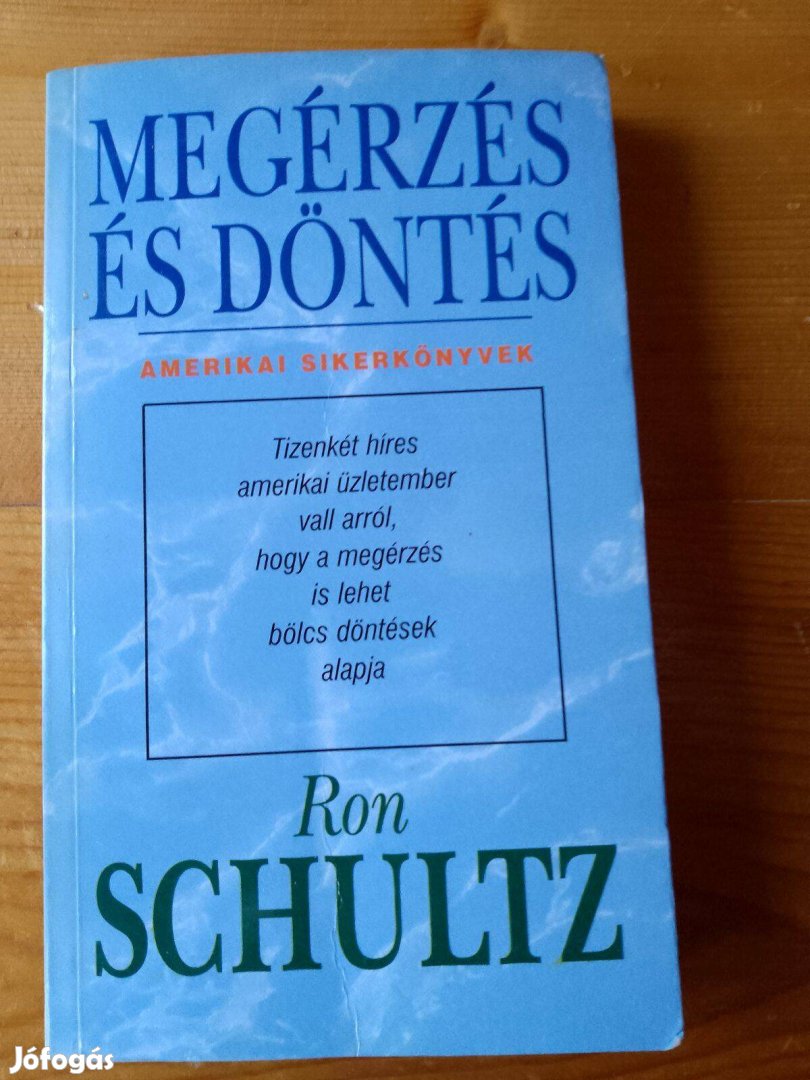 MEGÉRZÉS
ÉS DÖNTÉS
AMERIKAI SIKERKÖNYVEK
Tizenkét híres
amerikai üzletember
vall arról,
hogy a megérzés
is lehet
bölcs döntések
alapja
Ron
SCHULTZ
Jófogás